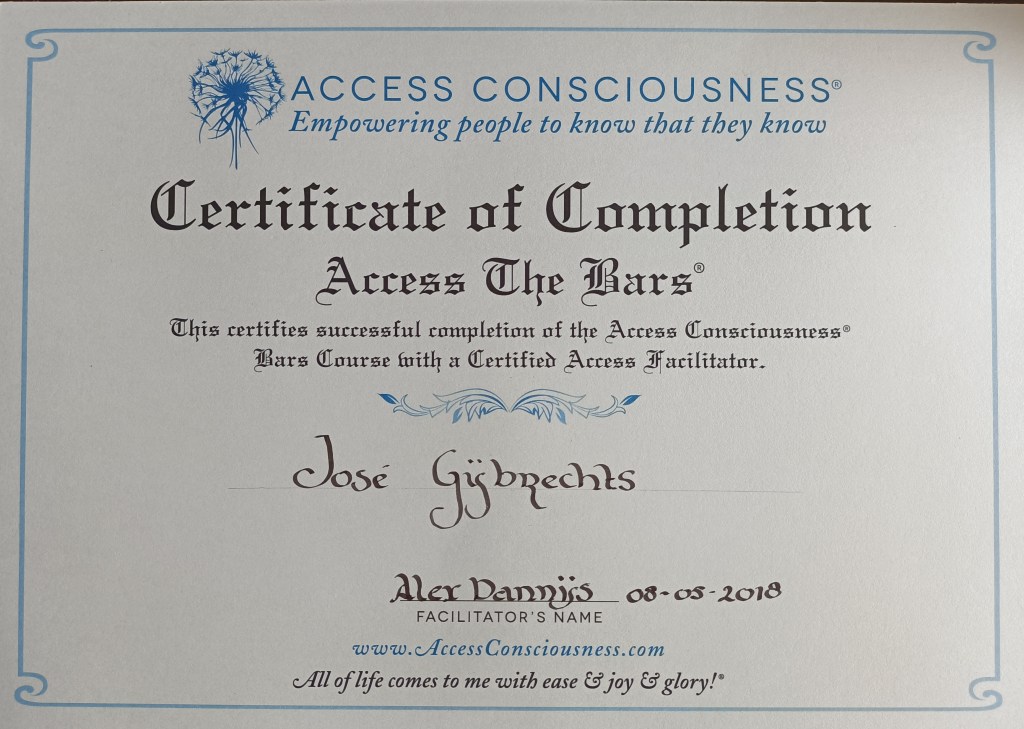 ACCESS CONSCIOUSNESS®
Empowering people to know that they know
Certificate of Completion
Access The Bars®
This certifies successful completion of the Access Consciousness®
Bars Course with a Certified Access Facilitator.
José Gijbrechts
Alex Dannijs 08-05-2018
FACILITATOR'S NAME
www.AccessConsciousness.com
All of life comes to me with ease & joy & glory!®